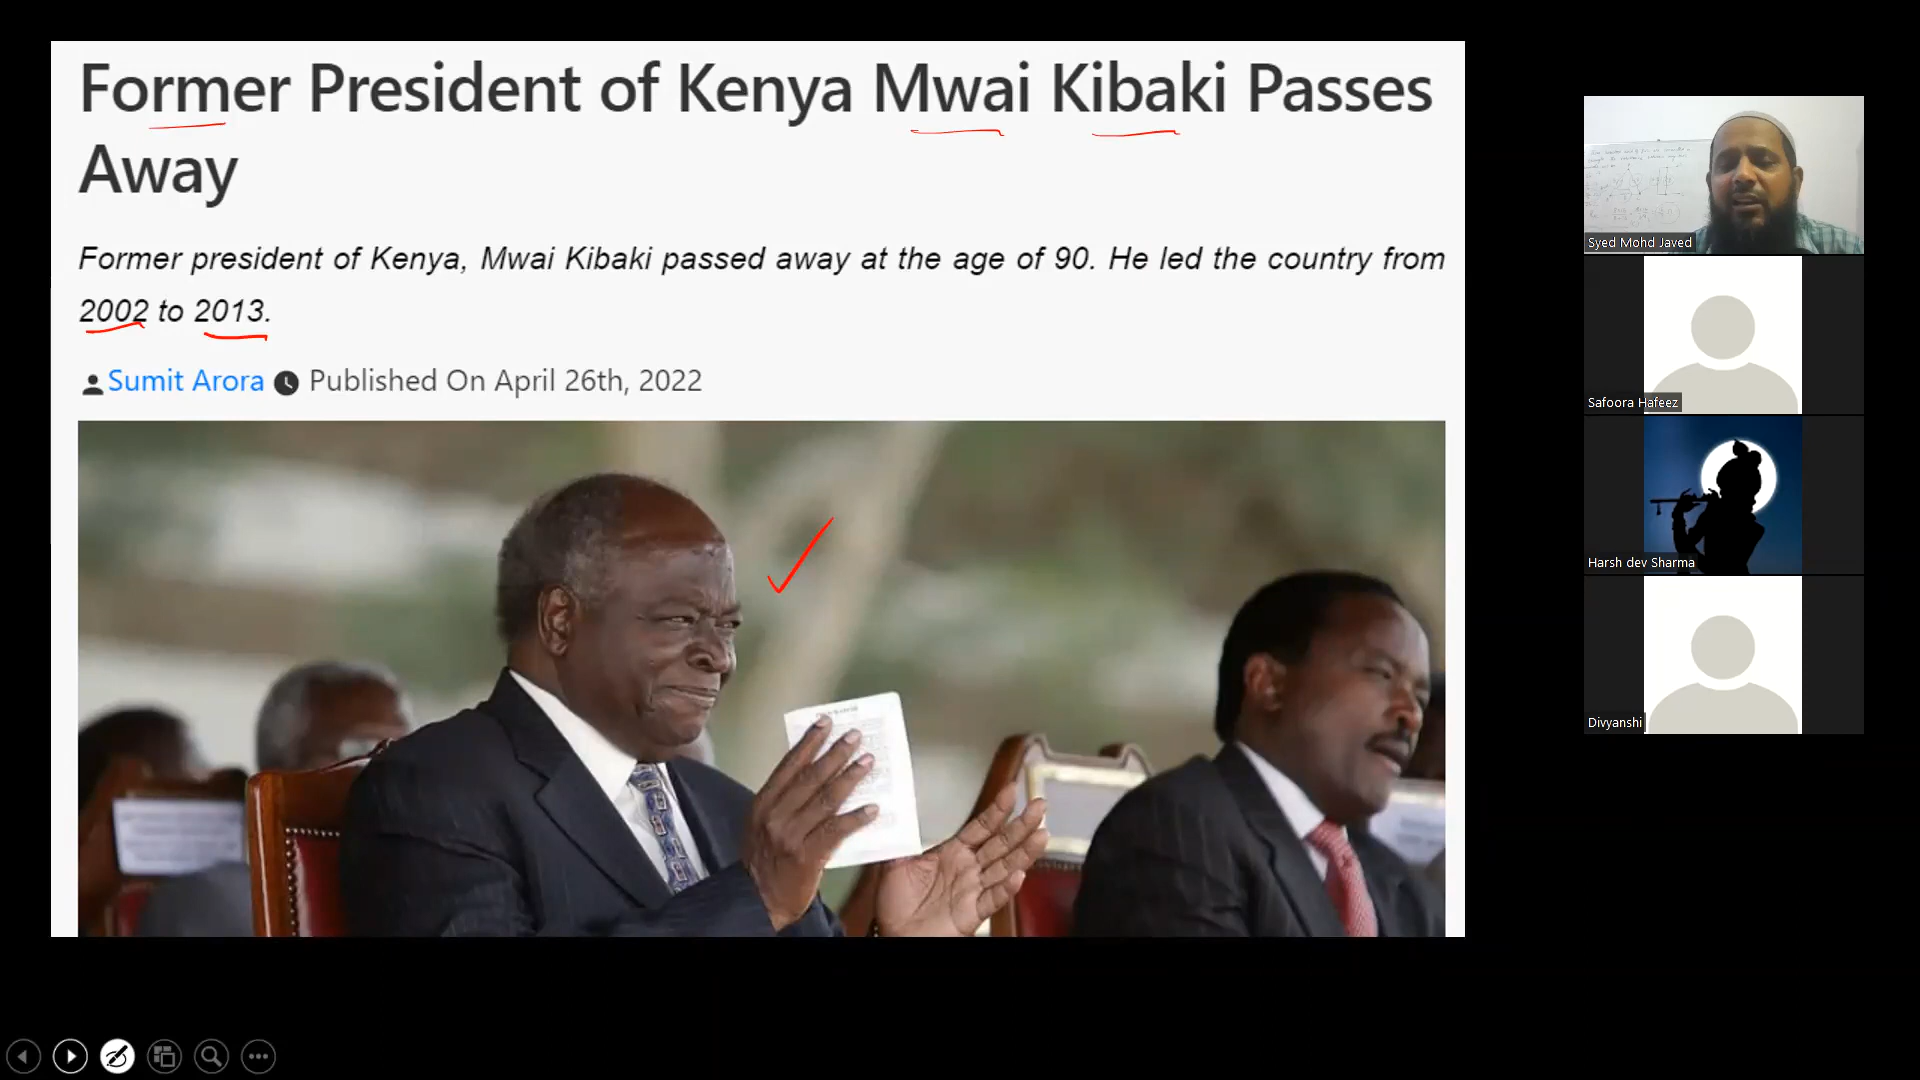 Former President of Kenya Mwai Kibaki Passes
Away
Former president of Kenya, Mwai Kibaki passed away at the age of 90. He led the country from
2002 to 2013.
Sumit Arora Published On April 26th, 2022
Syed Mohd Javed
Safoora Hafeez
Harsh dev Sharma
Divyanshi